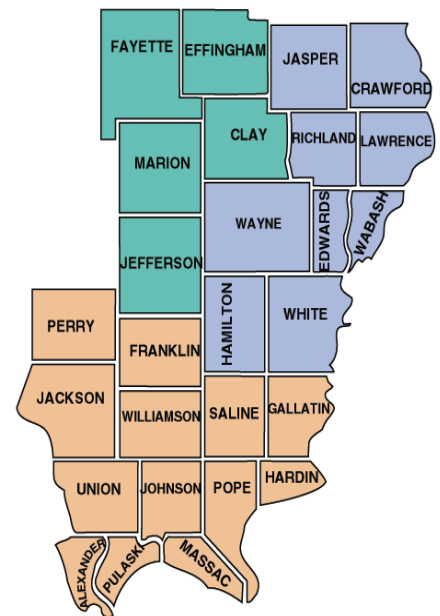 FAYETTE
EFFINGHAM
JASPER
CRAWFORD
MARION
CLAY
RICHLAND
LAWRENCE
WAYNE
EDWARDS
WABASH
JEFFERSON
HAMILTON
WHITE
PERRY
FRANKLIN
JACKSON
WILLIAMSON
SALINE
GALLATIN
UNION
JOHNSON
POPE
HARDIN
ALEXANDER
PULASKI
MASSAC